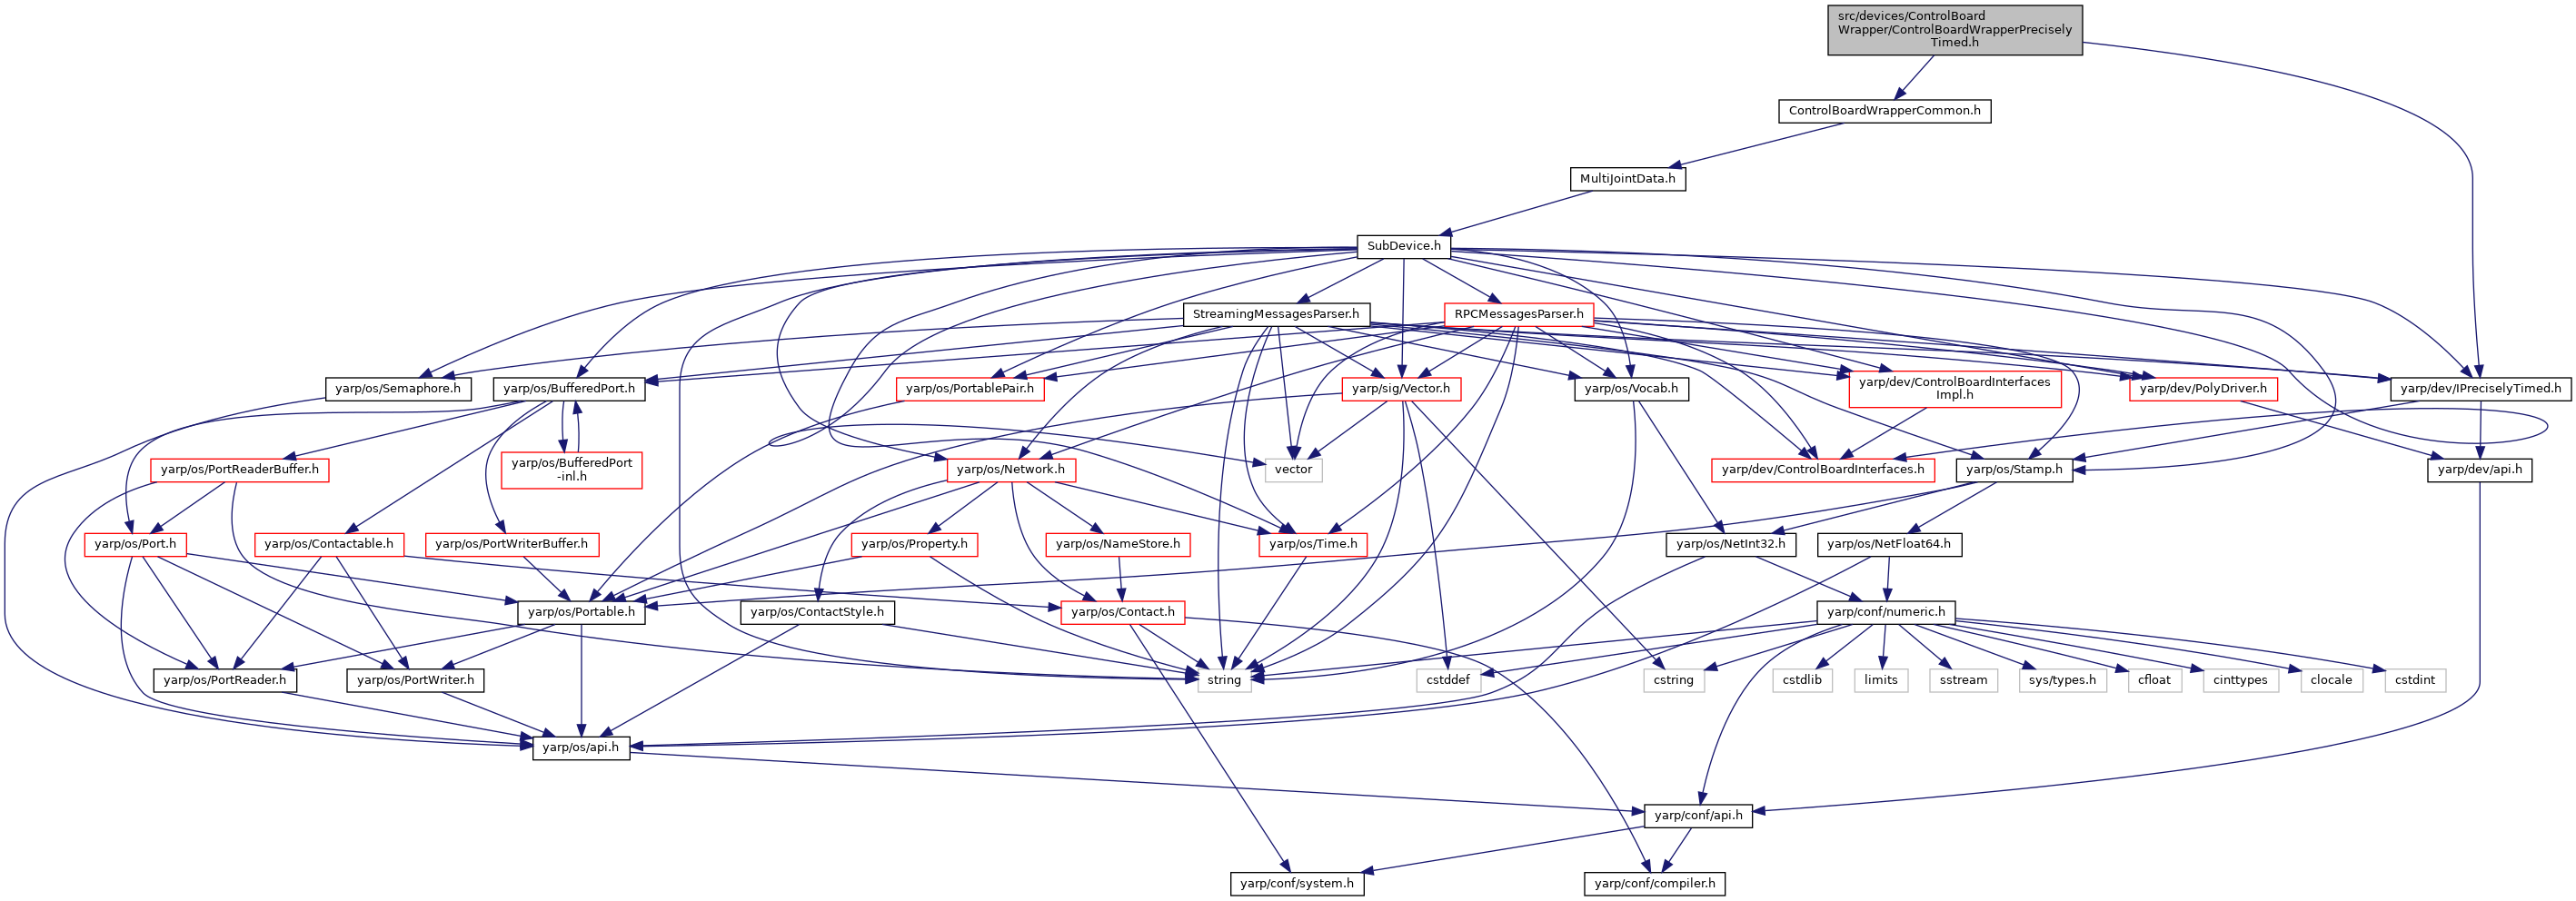 src/devices/ControlBoard
Wrapper/ControlBoardWrapperPrecisely
Timed.h
ControlBoardWrapperCommon.h
MultiJointData.h
SubDevice.h
StreamingMessagesParser.h
RPCMessagesParser.h
yarp/os/Semaphore.h
yarp/os/BufferedPort.h
yarp/os/PortablePair.h
yarp/sig/Vector.h
yarp/os/Vocab.h
yarp/dev/ControlBoardInterfaces
Impl.h
yarp/dev/PolyDriver.h
yarp/dev/IPreciselyTimed.h
yarp/os/PortReaderBuffer.h
yarp/os/BufferedPort
-inl.h
yarp/os/Network.h
vector
yarp/dev/ControlBoardInterfaces.h
yarp/os/Stamp.h
yarp/dev/api.h
yarp/os/Port.h
yarp/os/Contactable.h
yarp/os/PortWriterBuffer.h
yarp/os/Property.h
yarp/os/NameStore.h
yarp/os/Time.h
yarp/os/NetInt32.h
yarp/os/NetFloat64.h
yarp/os/Portable.h
yarp/os/ContactStyle.h
yarp/os/Contact.h
yarp/conf/numeric.h
yarp/os/PortReader.h
yarp/os/PortWriter.h
string
cstddef
cstring
cstdlib
limits
sstream
sys/types.h
cfloat
cinttypes
clocale
cstdint
yarp/os/api.h
yarp/conf/api.h
yarp/conf/system.h
yarp/conf/compiler.h